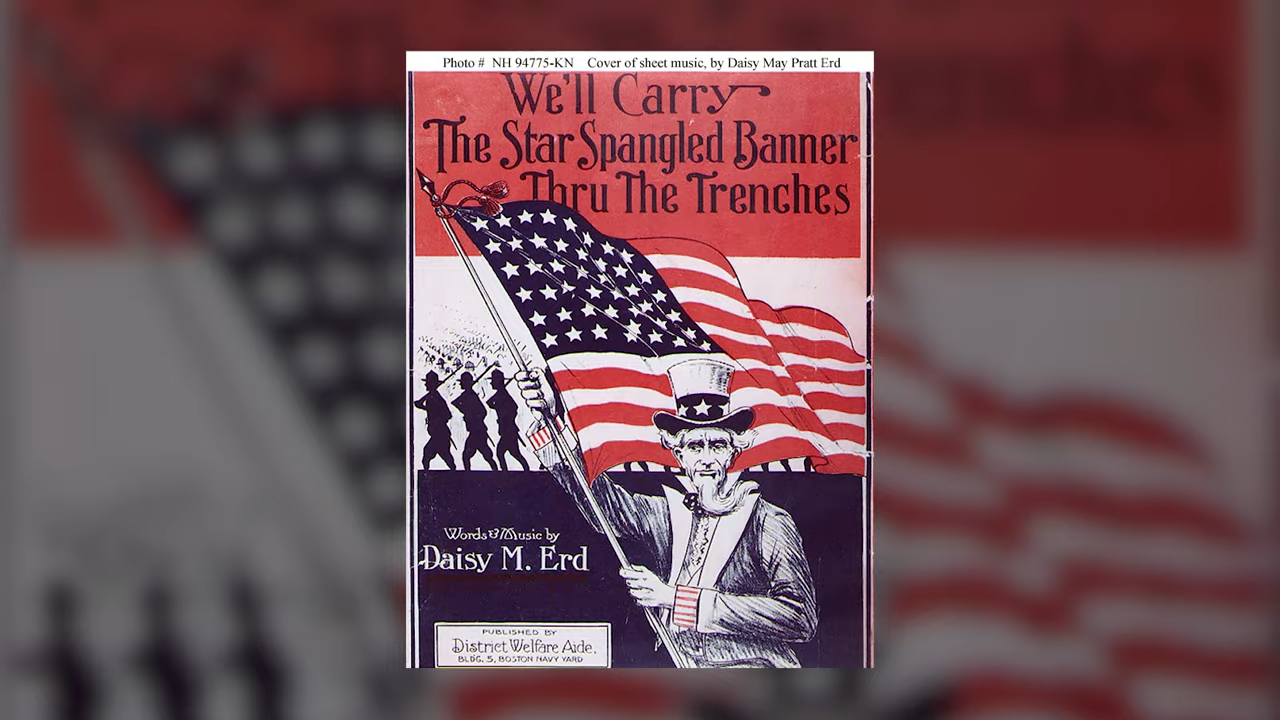 Photo # NH 94775-KN Cover of sheet music, by Daisy May Pratt Erd
We'll Carry
The Star Spangled Banner
Thru The Trenches
Words & Music by
Daisy M. Erd
PUBLISHED BY
District Welfare Aide,
BLDG. 5, BOSTON NAVY YARD